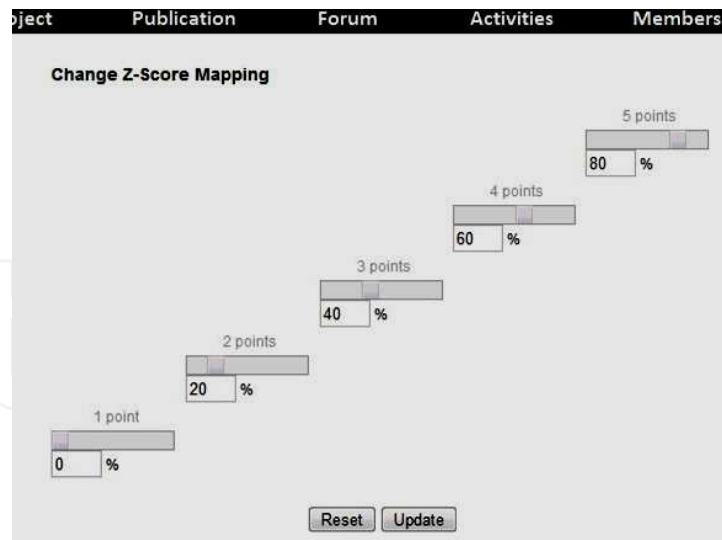 Publication Forum Activities Members
Change Z-Score Mapping
5 points
80 %
4 points
60 %
3 points
40 %
2 points
20 %
1 point
0 %
Reset Update